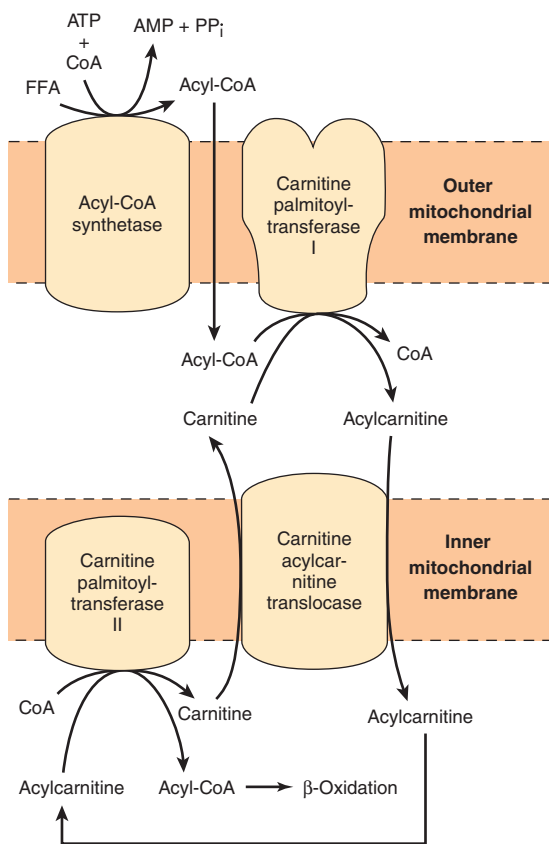 ATP
+
CoA
AMP + PPi
FFA
Acyl-CoA
Acyl-CoA
synthetase
Carnitine
palmitoyl-
transferase
I
Outer
mitochondrial
membrane
Acyl-CoA
CoA
Carnitine
Acylcarnitine
Carnitine
palmitoyl-
transferase
II
Carnitine
acylcar-
nitine
translocase
Inner
mitochondrial
membrane
CoA
Carnitine
Acylcarnitine
Acylcarnitine
Acyl-CoA
β-Oxidation